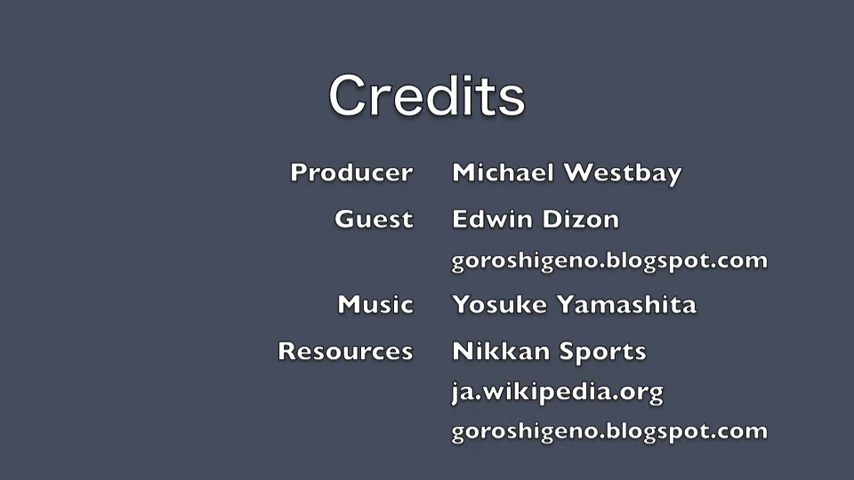 Credits
Producer Michael Westbay
Guest Edwin Dizon
goroshigeno.blogspot.com
Music Yosuke Yamashita
Resources Nikkan Sports
ja.wikipedia.org
goroshigeno.blogspot.com